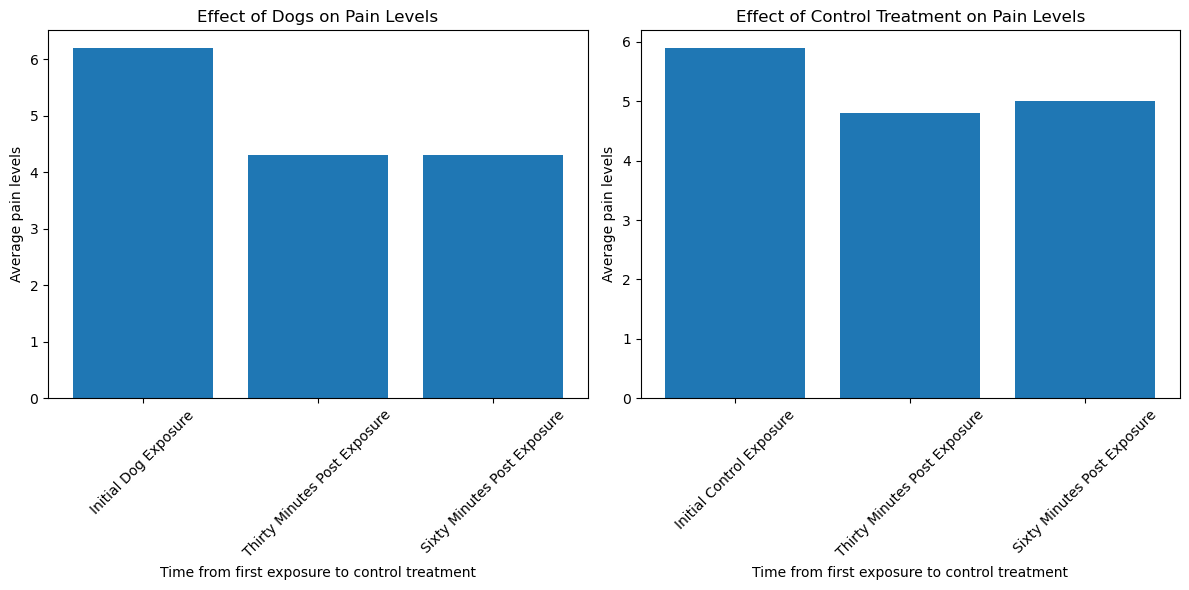 Effect of Dogs on Pain Levels
Average pain levels
6
5
4
3
2
1
0
Initial Dog Exposure
Thirty Minutes Post Exposure
Sixty Minutes Post Exposure
Time from first exposure to control treatment
Effect of Control Treatment on Pain Levels
Average pain levels
6
5
4
3
2
1
0
Initial Control Exposure
Thirty Minutes Post Exposure
Sixty Minutes Post Exposure
Time from first exposure to control treatment